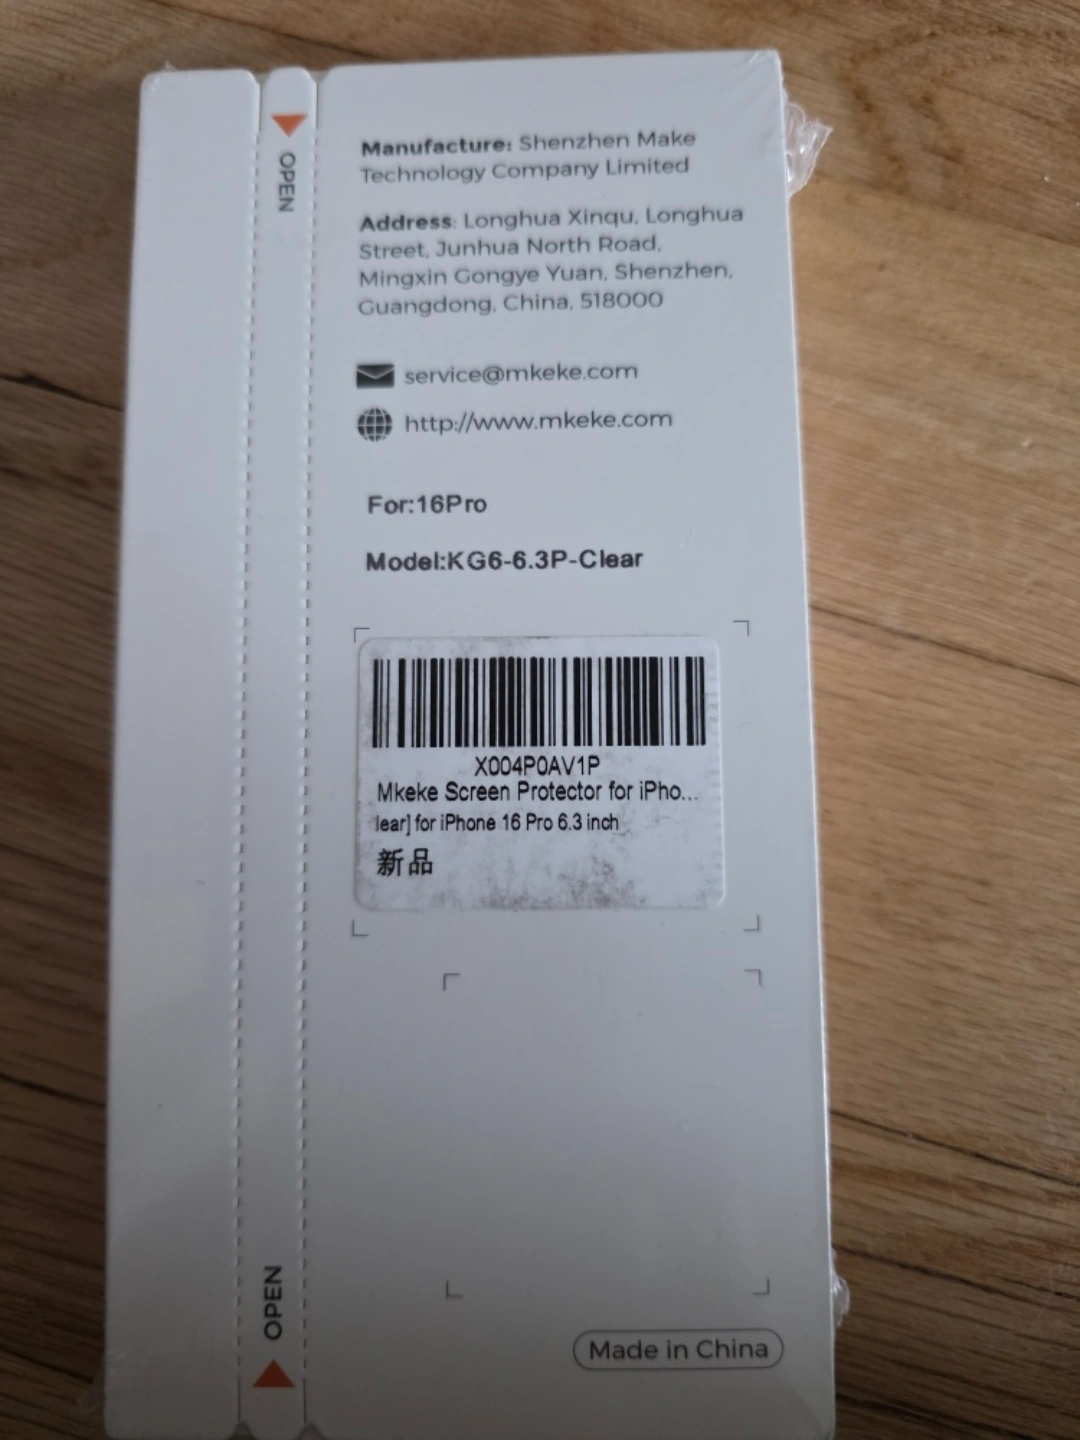 OPEN
Manufacture: Shenzhen Make
Technology Company Limited
Address: Longhua Xinqu, Longhua
Street, Junhua North Road,
Mingxin Gongye Yuan, Shenzhen,
Guangdong, China, 518000
service@mkeke.com
http://www.mkeke.com
For:16Pro
Model:KG6-6.3P-Clear
X004P0AV1P
Mkeke Screen Protector for iPho...
lear] for iPhone 16 Pro 6.3 inch
新品
OPEN
Made in China